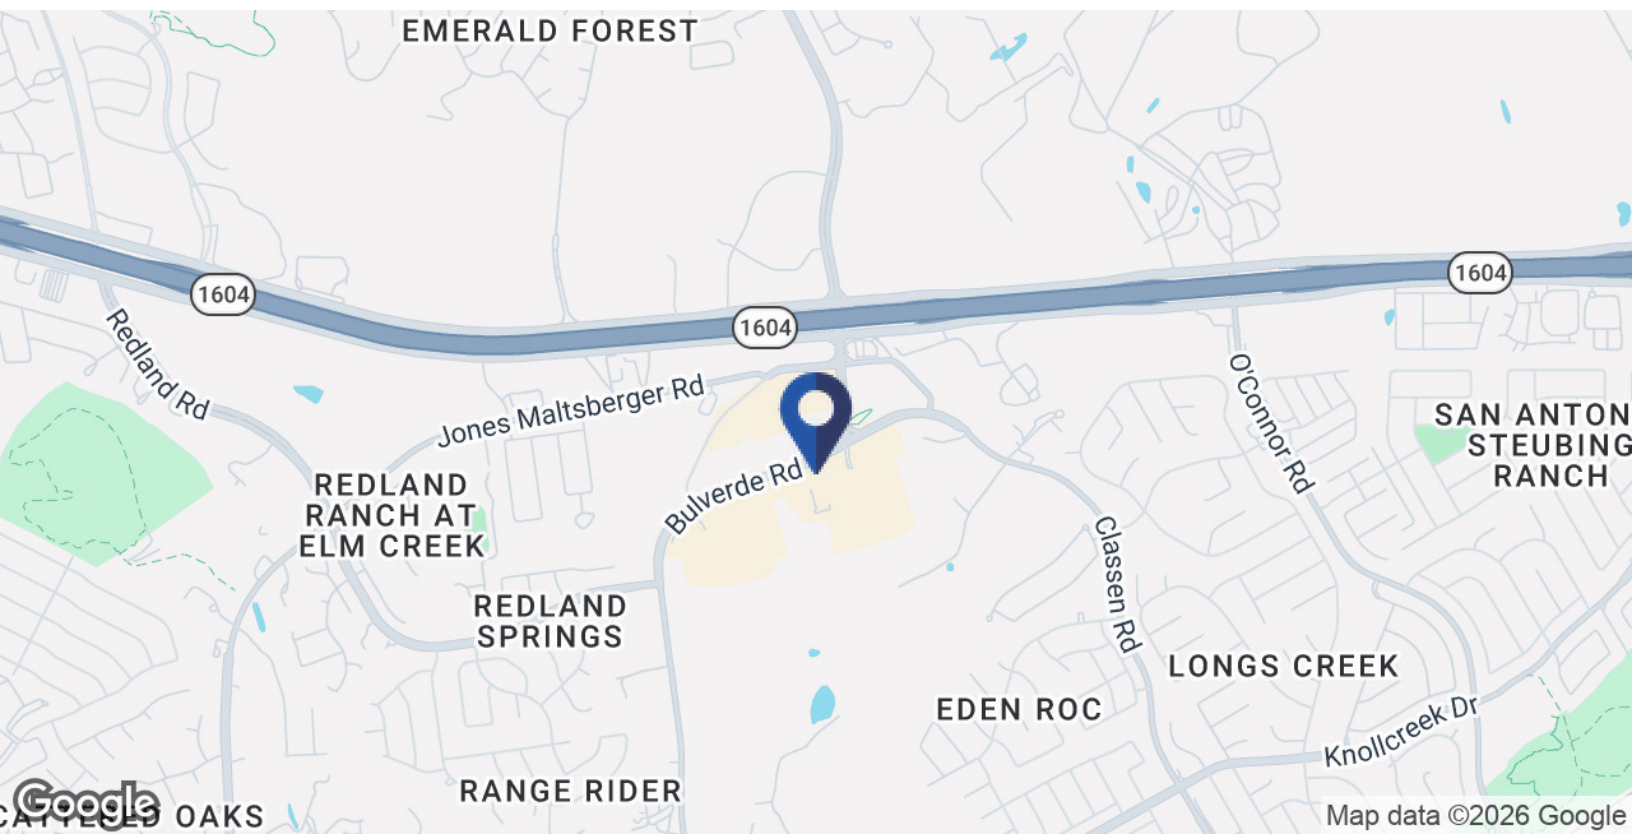 EMERALD FOREST
1604
1604
1604
Redland Rd
Jones Maltsberger Rd
O'Connor Rd
SAN ANTON
STEUBING
RANCH
Bulverde Rd
REDLAND
RANCH AT
ELM CREEK
Classen Rd
REDLAND
SPRINGS
LONGS CREEK
EDEN ROC
Knollcreek Dr
RANGE RIDER
CATTERED OAKS
Google
Map data ©2026 Google